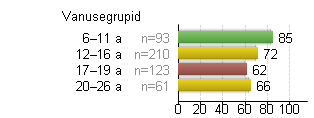 Vanusegrupid
6–11 a n=93 85
12–16 a n=210 72
17–19 a n=123 62
20–26 a n=61 66
0 20 40 60 80 100